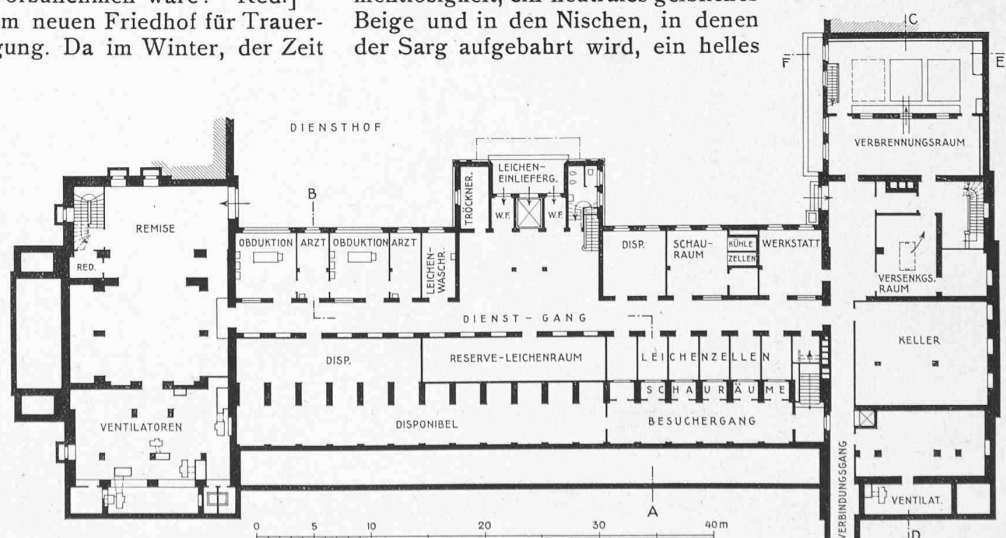 m neuen Friedhof für Trauer-
gung. Da im Winter, der Zeit
Beige und in den Nischen, in denen
der Sarg aufgebahrt wird, ein helles
C
F
E
DIENSTHOF
VERBRENNUNGSRAUM
LEICHEN-
EINLIEFERG.
TRÖCKNER.
W.F.
W.F.
B
REMISE
RED.
OBDUKTION
ARZT
OBDUKTION
ARZT
LEICHEN-
WASCHR.
DISP.
SCHAU-
RAUM
KÜHLE
ZELLEN
WERKSTATT
VERSENKGS.
RAUM
DIENST-GANG
KELLER
DISP.
RESERVE-LEICHENRAUM
LEICHENZELLEN
SCHAURÄUME
VENTILATOREN
DISPONIBEL
BESUCHERGANG
VERBINDUNGSGANG
VENTILAT.
A
D
0 5 10 20 30 40 m